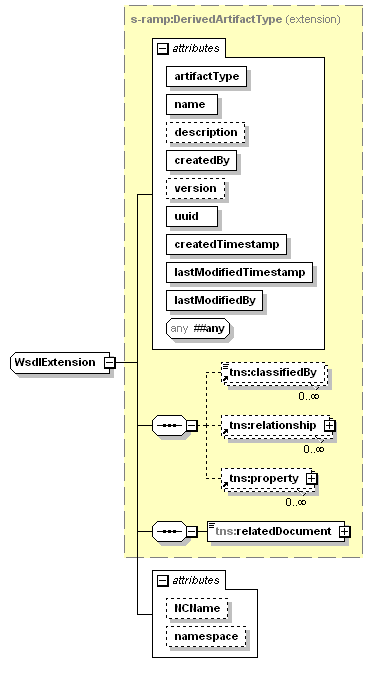 s-ramp:DerivedArtifactType (extension)
attributes
artifactType
name
description
createdBy
version
uuid
createdTimestamp
lastModifiedTimestamp
lastModifiedBy
any ##any
WsdlExtension
tns:classifiedBy
0..∞
tns:relationship
0..∞
tns:property
0..∞
tns:relatedDocument
attributes
NCName
namespace